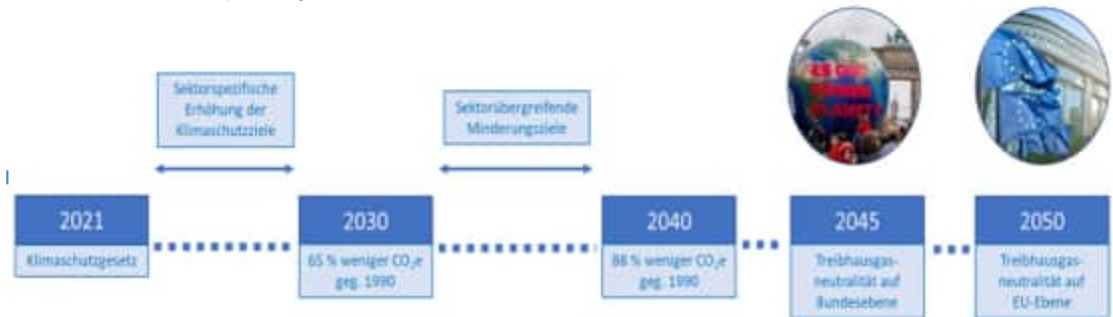 Sektorspezifische
Erhöhung der
Klimaschutzziele
Sektorübergreifende
Minderungsziele
2021
Klimaschutzgesetz
2030
65 % weniger CO₂e
geg. 1990
2040
88 % weniger CO₂e
geg. 1990
2045
Treibhausgas-
neutralität auf
Bundesebene
2050
Treibhausgas-
neutralität auf
EU-Ebene